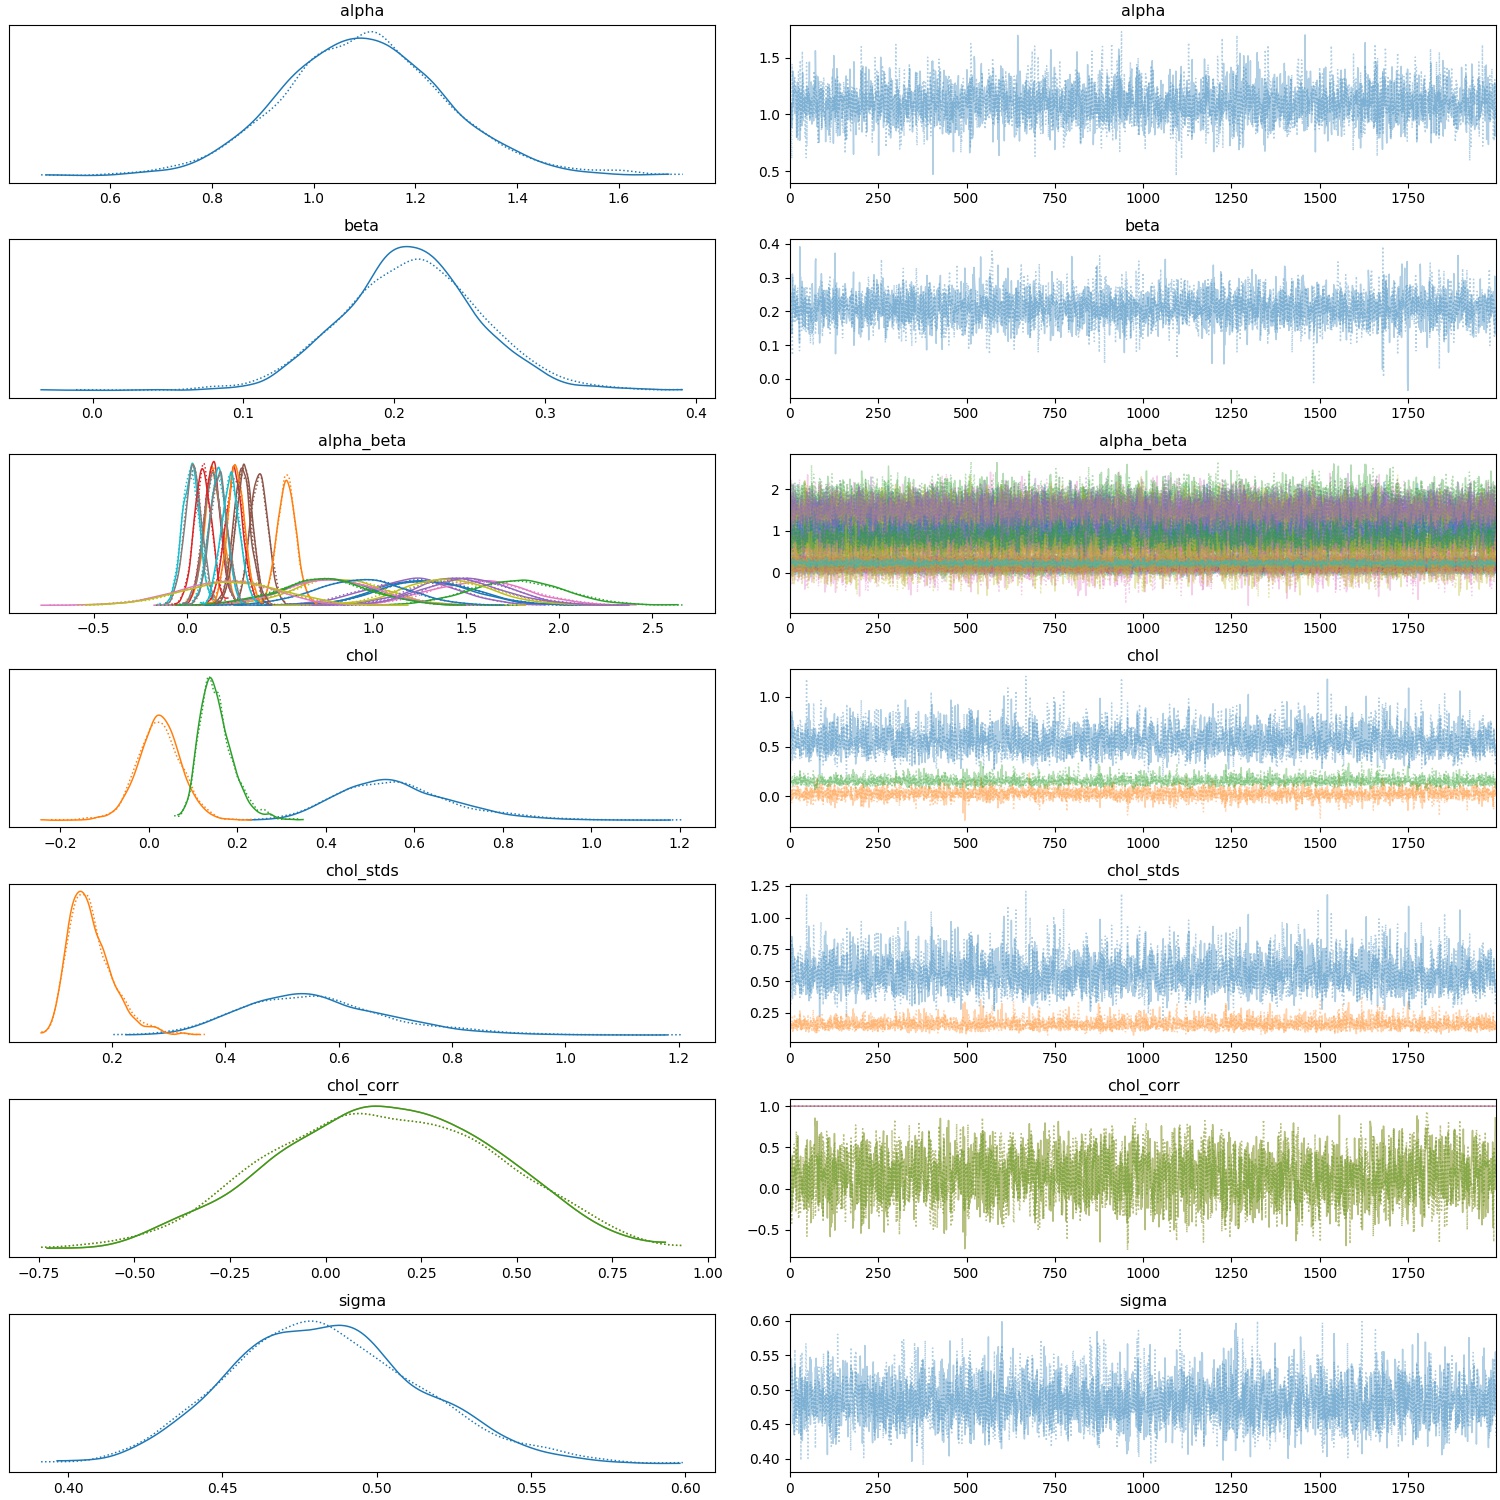 alpha alpha
1.5
1.0
0.5
0.6 0.8 1.0 1.2 1.4 1.6 0 250 500 750 1000 1250 1500 1750
beta beta
0.4
0.3
0.2
0.1
0.0
0.0 0.1 0.2 0.3 0.4 0 250 500 750 1000 1250 1500 1750
alpha_beta alpha_beta
2
1
0
−0.5 0.0 0.5 1.0 1.5 2.0 2.5 0 250 500 750 1000 1250 1500 1750
chol chol
1.0
0.5
0.0
−0.2 0.0 0.2 0.4 0.6 0.8 1.0 1.2 0 250 500 750 1000 1250 1500 1750
chol_stds chol_stds
1.25
1.00
0.75
0.50
0.25
0.2 0.4 0.6 0.8 1.0 1.2 0 250 500 750 1000 1250 1500 1750
chol_corr chol_corr
1.0
0.5
0.0
−0.5
−0.75 −0.50 −0.25 0.00 0.25 0.50 0.75 1.00 0 250 500 750 1000 1250 1500 1750
sigma sigma
0.60
0.55
0.50
0.45
0.40
0.40 0.45 0.50 0.55 0.60 0 250 500 750 1000 1250 1500 1750